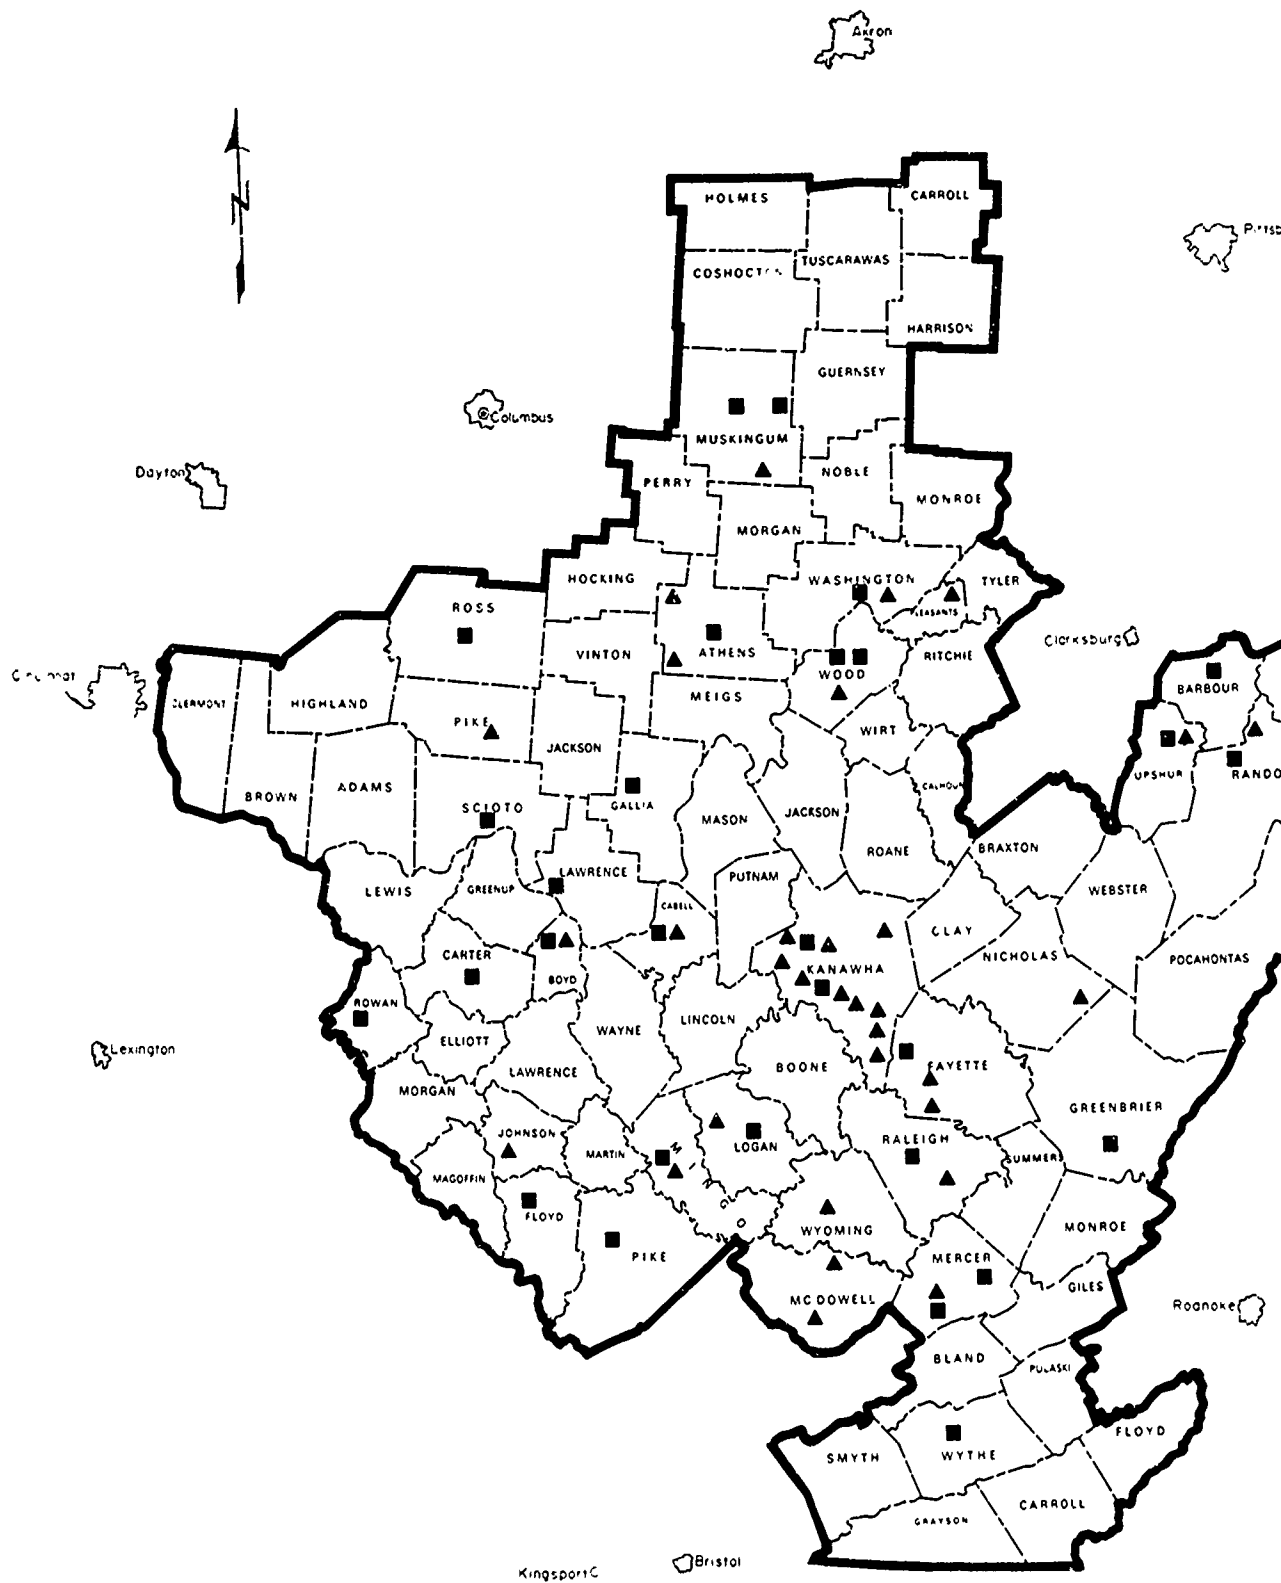 Akron
N
HOLMES
CARROLL
TUSCARAWAS
COSHOCTON
HARRISON
GUERNSEY
Columbus
MUSKINGUM
Dayton
PERRY
NOBLE
MONROE
MORGAN
HOCKING
WASHINGTON
TYLER
ROSS
PLEASANTS
Clarksburg
VINTON
ATHENS
RITCHIE
WOOD
BARBOUR
CLERMONT
HIGHLAND
MEIGS
PIKE
WIRT
JACKSON
UPSHUR
RANDO
BROWN
ADAMS
CALHOUN
SCIOTO
GALLIA
MASON
JACKSON
ROANE
BRAXTON
LEWIS
GREENUP
LAWRENCE
PUTNAM
WEBSTER
CABELL
CLAY
CARTER
KANAWHA
NICHOLAS
POCAHONTAS
BOYD
ROWAN
LINCOLN
WAYNE
ELLIOTT
Lexington
LAWRENCE
BOONE
FAYETTE
MORGAN
GREENBRIER
JOHNSON
LOGAN
RALEIGH
MARTIN
SUMMERS
MAGOFFIN
MINGO
FLOYD
WYOMING
MONROE
PIKE
MERCER
GILES
MC DOWELL
Roanoke
BLAND
PULASKI
FLOYD
SMYTH
WYTHE
CARROLL
GRAYSON
Bristol
Kingsport